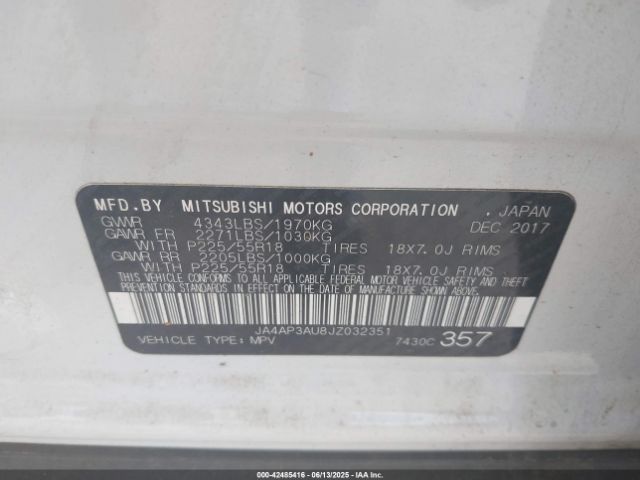 MFD.BY MITSUBISHI MOTORS CORPORATION . JAPAN
GVWR 4343LBS/1970KG DEC 2017
GAWR FR 2271LBS/1030KG
WITH P225/55R18 TIRES 18X7.0J RIMS
GAWR RR 2205LBS/1000KG
WITH P225/55R18 TIRES 18X7.0J RIMS
THIS VEHICLE CONFORMS TO ALL APPLICABLE FEDERAL MOTOR VEHICLE SAFETY AND THEFT
PREVENTION STANDARDS IN EFFECT ON THE DATE OF MANUFACTURE SHOWN ABOVE.
JA4AP3AU8JZ032351
VEHICLE TYPE: MPV 7430C 357
000-42485416 - 06/13/2025 - IAAI